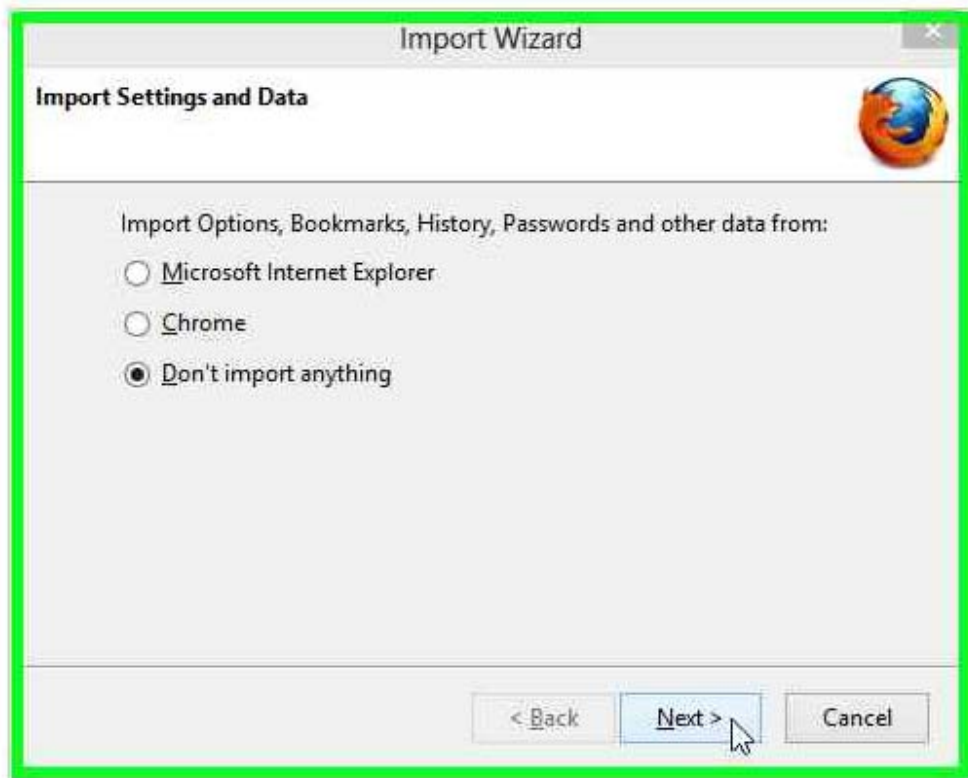 Import Wizard
Import Settings and Data
Import Options, Bookmarks, History, Passwords and other data from:
Microsoft Internet Explorer
Chrome
Don't import anything
< Back Next > Cancel